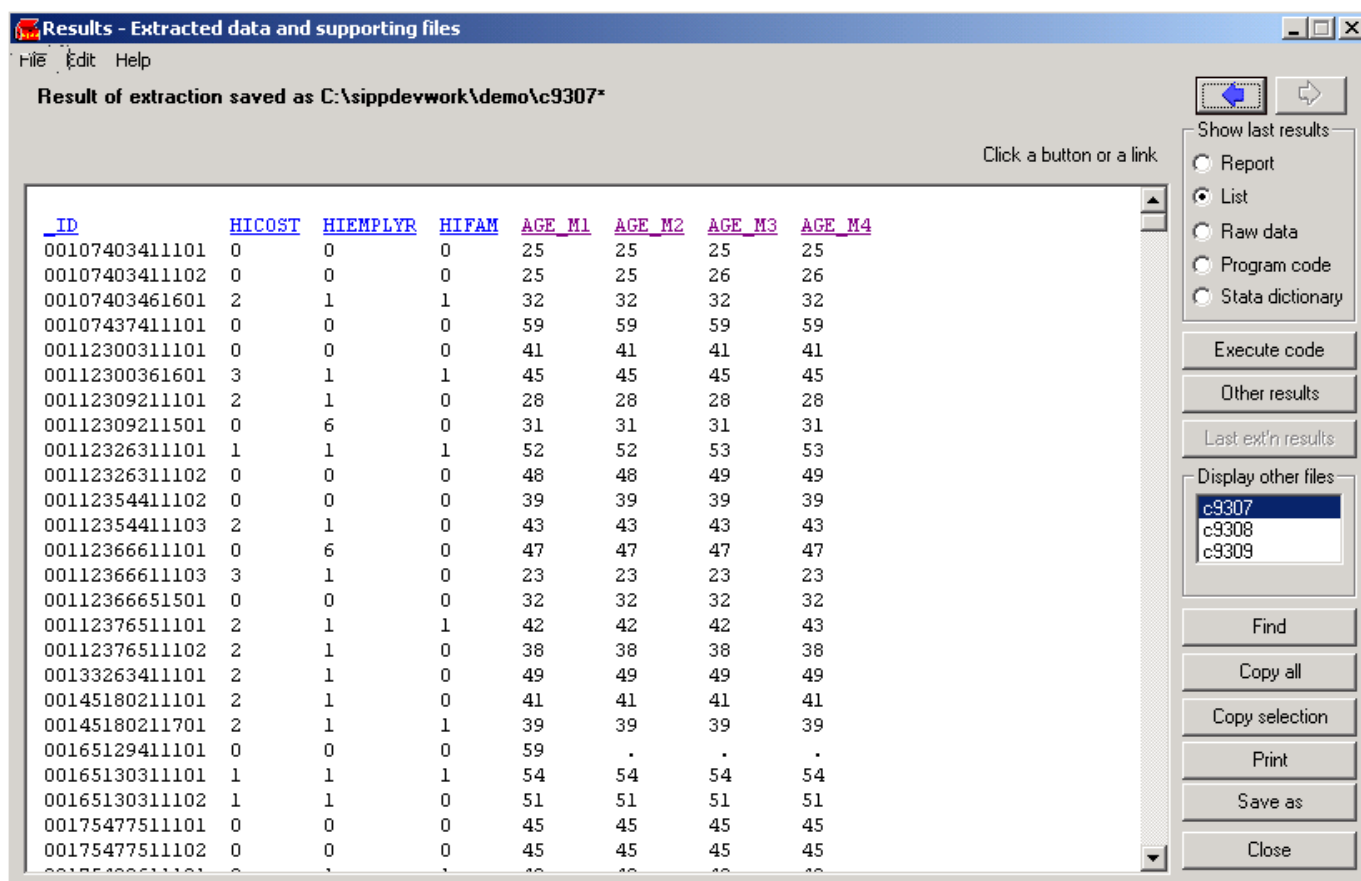 Results - Extracted data and supporting files
File Edit Help
Result of extraction saved as C:\sippdevwork\demo\c9307*
Click a button or a link
_ID HICOST HIEMPLYR HIFAM AGE_M1 AGE_M2 AGE_M3 AGE_M4
00107403411101 0 0 0 25 25 25 25
00107403411102 0 0 0 25 25 26 26
00107403461601 2 1 1 32 32 32 32
00107437411101 0 0 0 59 59 59 59
00112300311101 0 0 0 41 41 41 41
00112300361601 3 1 1 45 45 45 45
00112309211101 2 1 0 28 28 28 28
00112309211501 0 6 0 31 31 31 31
00112326311101 1 1 1 52 52 53 53
00112326311102 0 0 0 48 48 49 49
00112354411102 0 0 0 39 39 39 39
00112354411103 2 1 0 43 43 43 43
00112366611101 0 6 0 47 47 47 47
00112366611103 3 1 0 23 23 23 23
00112366651501 0 0 0 32 32 32 32
00112376511101 2 1 1 42 42 42 43
00112376511102 2 1 0 38 38 38 38
00133263411101 2 1 0 49 49 49 49
00145180211101 2 1 0 41 41 41 41
00145180211701 2 1 1 39 39 39 39
00165129411101 0 0 0 59 . . .
00165130311101 1 1 1 54 54 54 54
00165130311102 1 1 0 51 51 51 51
00175477511101 0 0 0 45 45 45 45
00175477511102 0 0 0 45 45 45 45
Show last results
Report
List
Raw data
Program code
Stata dictionary
Execute code
Other results
Last ext'n results
Display other files
c9307
c9308
c9309
Find
Copy all
Copy selection
Print
Save as
Close